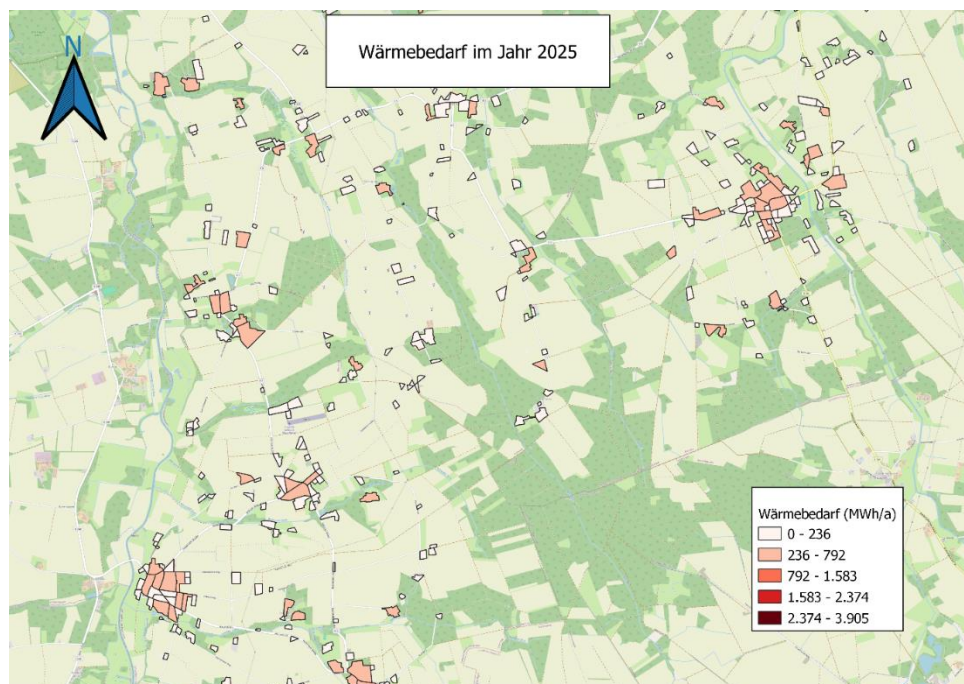 N
Wärmebedarf im Jahr 2025
Wärmebedarf (MWh/a)
0 - 236
236 - 792
792 - 1.583
1.583 - 2.374
2.374 - 3.905